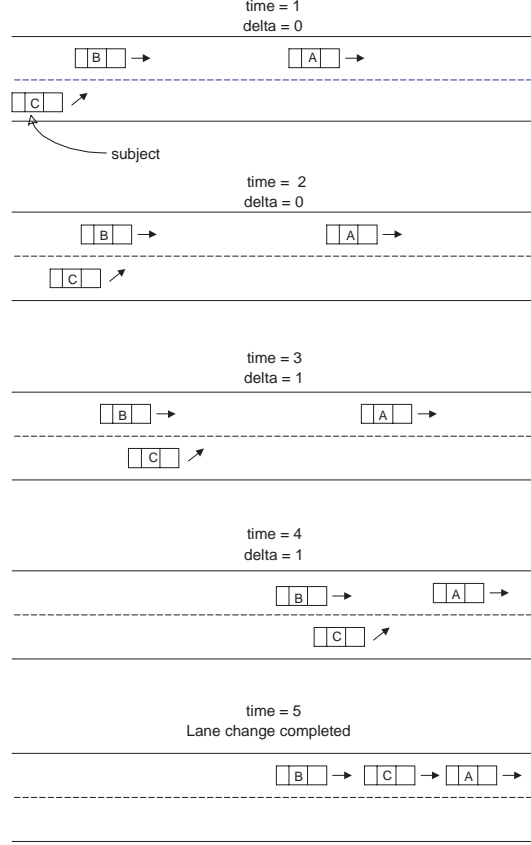 time = 1
delta = 0
B
A
C
subject
time = 2
delta = 0
B
A
C
time = 3
delta = 1
B
A
C
time = 4
delta = 1
B
A
C
time = 5
Lane change completed
B C A